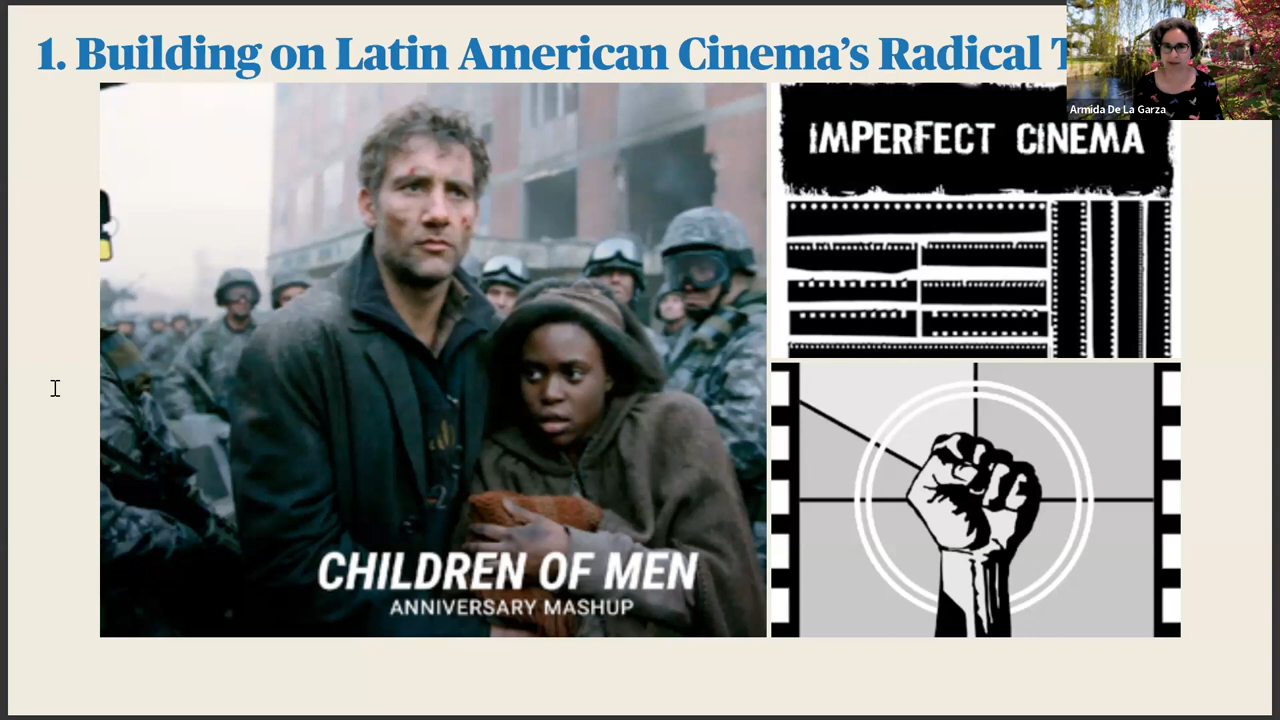 1. Building on Latin American Cinema's Radical T
Armida De La Garza
IMPERFECT CINEMA
CHILDREN OF MEN
ANNIVERSARY MASHUP